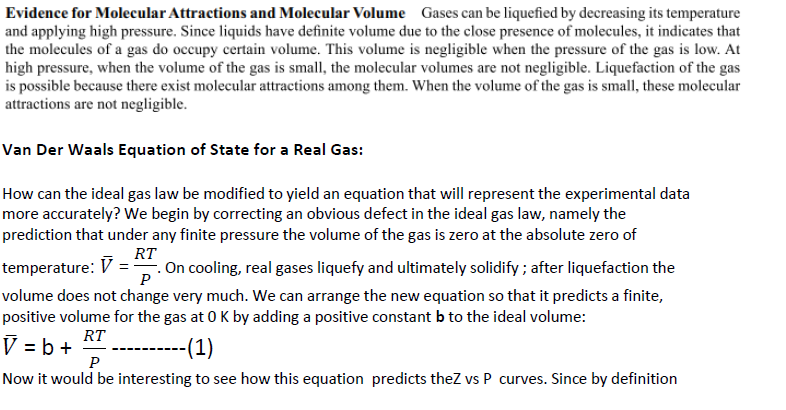 Evidence for Molecular Attractions and Molecular Volume Gases can be liquefied by decreasing its temperature
and applying high pressure. Since liquids have definite volume due to the close presence of molecules, it indicates that
the molecules of a gas do occupy certain volume. This volume is negligible when the pressure of the gas is low. At
high pressure, when the volume of the gas is small, the molecular volumes are not negligible. Liquefaction of the gas
is possible because there exist molecular attractions among them. When the volume of the gas is small, these molecular
attractions are not negligible.
Van Der Waals Equation of State for a Real Gas:
How can the ideal gas law be modified to yield an equation that will represent the experimental data
more accurately? We begin by correcting an obvious defect in the ideal gas law, namely the
prediction that under any finite pressure the volume of the gas is zero at the absolute zero of
temperature: V̅ = RT/P. On cooling, real gases liquefy and ultimately solidify ; after liquefaction the
volume does not change very much. We can arrange the new equation so that it predicts a finite,
positive volume for the gas at 0 K by adding a positive constant b to the ideal volume:
V̅ = b + RT/P ----------(1)
Now it would be interesting to see how this equation predicts theZ vs P curves. Since by definition